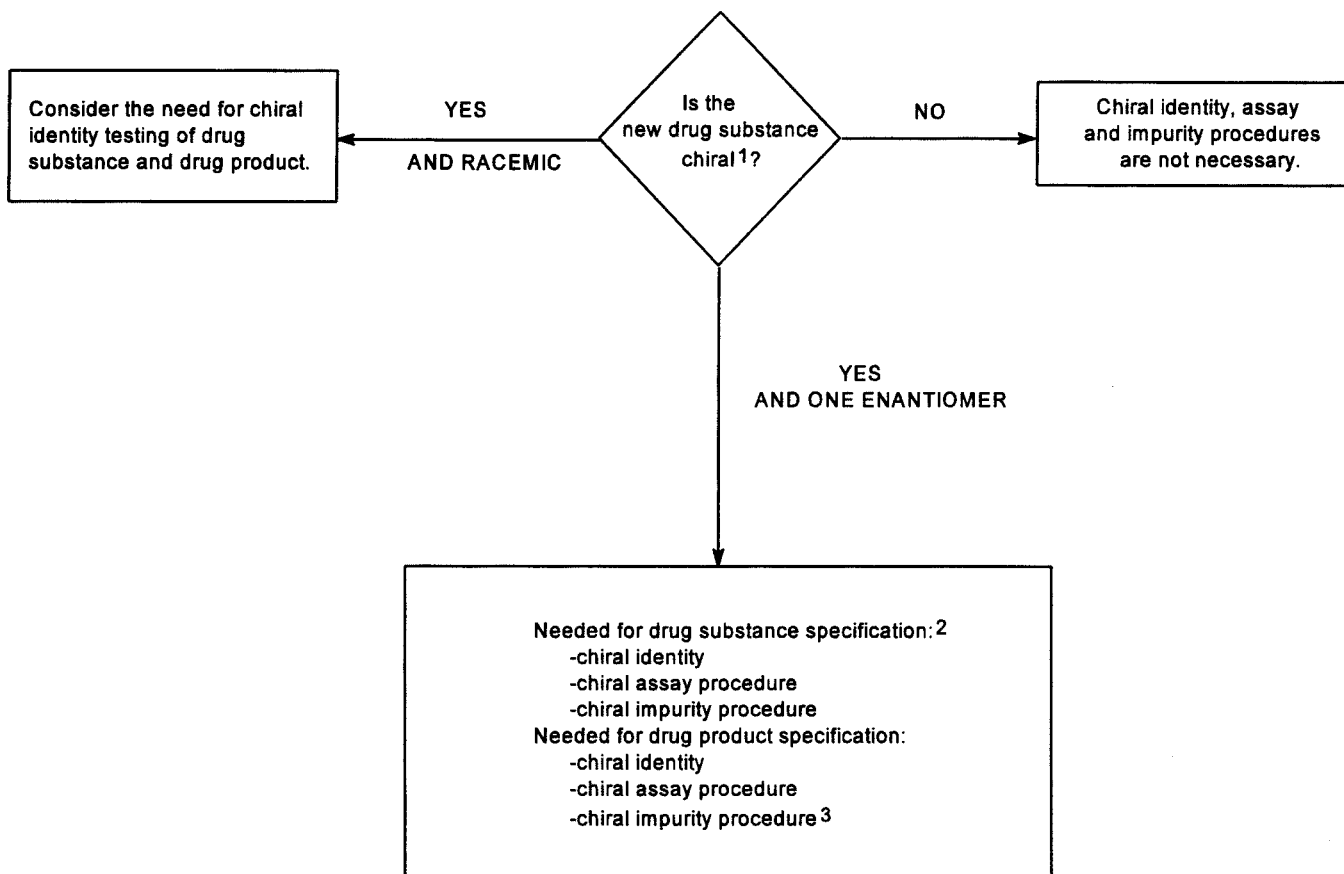 Consider the need for chiral
identity testing of drug
substance and drug product.
YES
AND RACEMIC
Is the
new drug substance
chiral1?
NO
Chiral identity, assay
and impurity procedures
are not necessary.
YES
AND ONE ENANTIOMER
Needed for drug substance specification:2
-chiral identity
-chiral assay procedure
-chiral impurity procedure
Needed for drug product specification:
-chiral identity
-chiral assay procedure
-chiral impurity procedure3